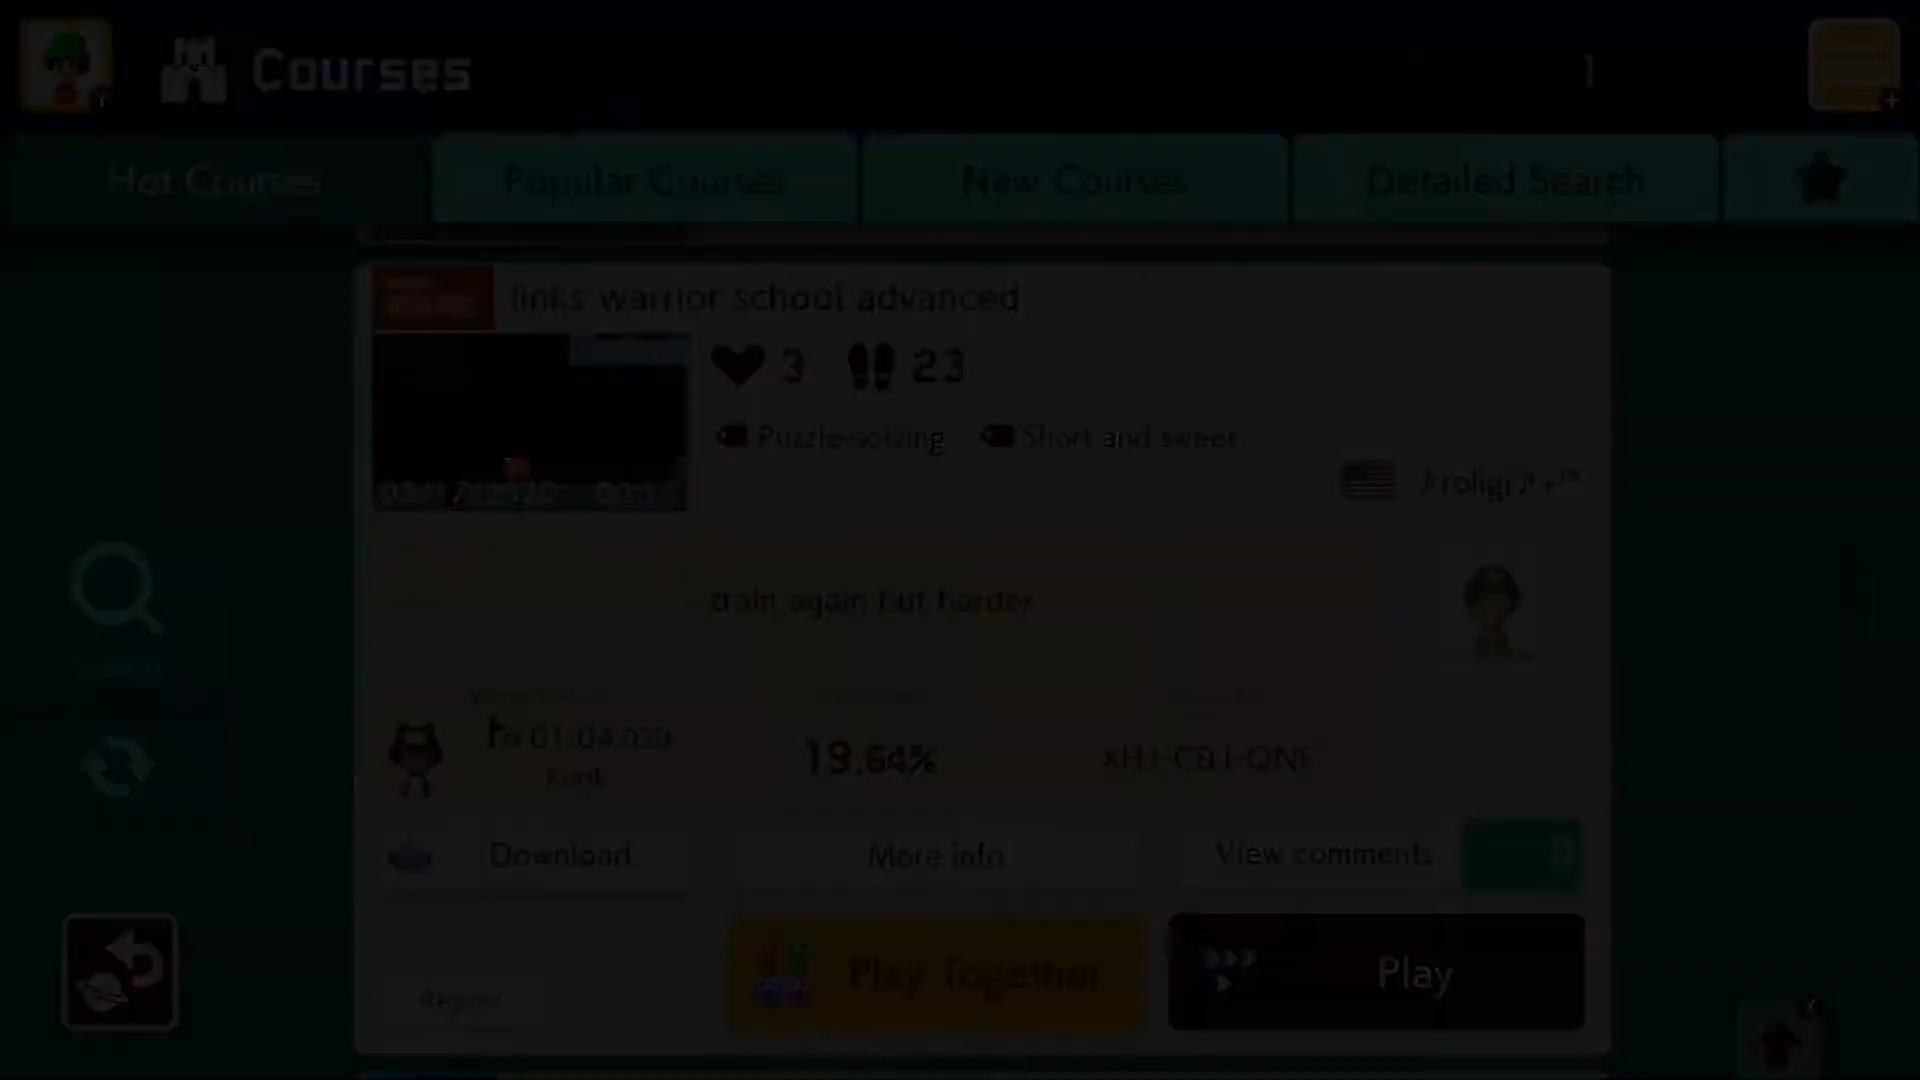 Courses
Hot Courses
Popular Courses
New Courses
Detailed Search
links warrior school advanced
3 23
Puzzle-solving Short and sweet
train again but harder
19.64%
Download
More info
View comments
Report
Play Together
Play